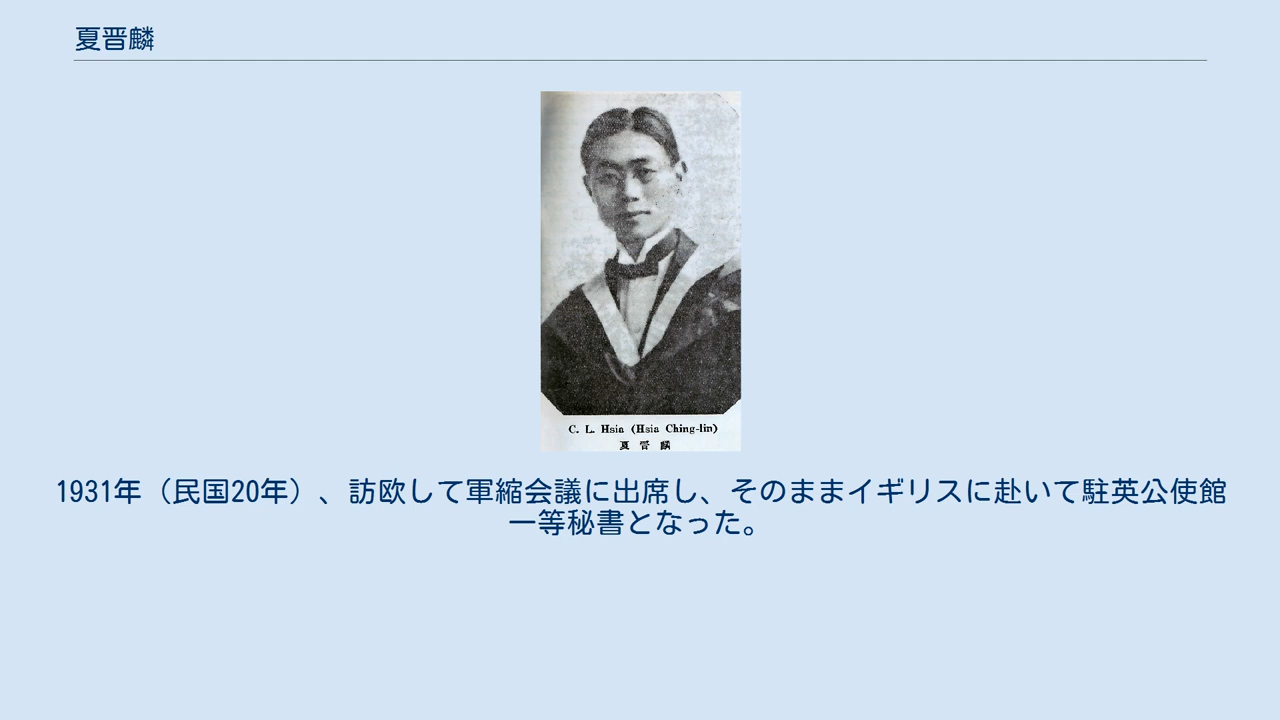 夏晋麟
C. L. Hsia (Hsia Ching-lin)
夏晋麟
1931年（民国20年）、訪欧して軍縮会議に出席し、そのままイギリスに赴いて駐英公使館
一等秘書となった。